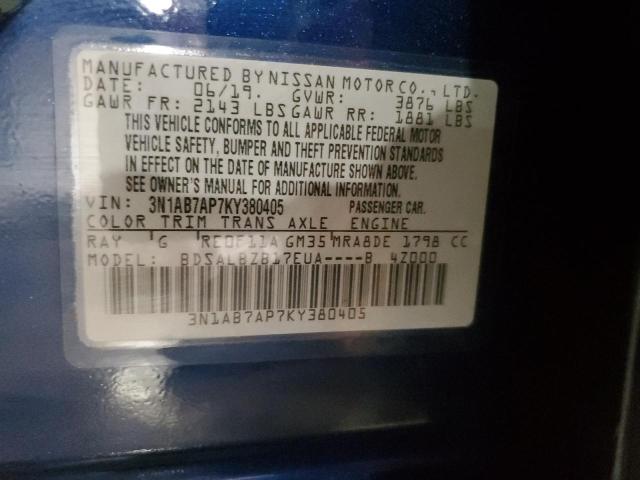 MANUFACTURED BY NISSAN MOTOR CO., LTD.
DATE: 06/19. GVWR: 3876 LBS
GAWR FR: 2143 LBS GAWR RR: 1881 LBS
THIS VEHICLE CONFORMS TO ALL APPLICABLE FEDERAL MOTOR
VEHICLE SAFETY, BUMPER AND THEFT PREVENTION STANDARDS
IN EFFECT ON THE DATE OF MANUFACTURE SHOWN ABOVE.
SEE OWNER'S MANUAL FOR ADDITIONAL INFORMATION.
VIN: 3N1AB7AP7KY380405 PASSENGER CAR.
COLOR TRIM TRANS AXLE ENGINE
RAY G RE0F11A GM35 MRA8DE 1798 CC
MODEL: BDSALBZB17EUA----B 4Z000
3N1AB7AP7KY380405